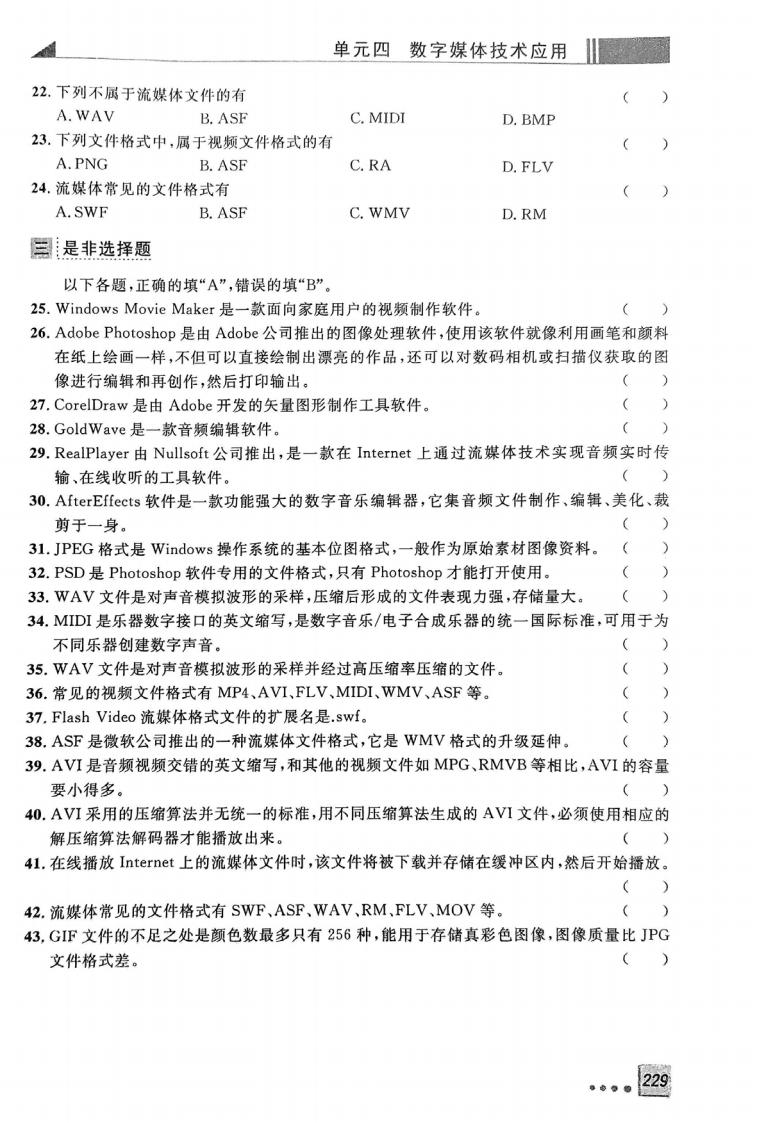 单元四 数字媒体技术应用
22. 下列不属于流媒体文件的有 ( )
A. WAV B. ASF C. MIDI D. BMP
23. 下列文件格式中,属于视频文件格式的有 ( )
A. PNG B. ASF C. RA D. FLV
24. 流媒体常见的文件格式有 ( )
A. SWF B. ASF C. WMV D. RM
三 是非选择题
以下各题,正确的填“A”,错误的填“B”。
25. Windows Movie Maker 是一款面向家庭用户的视频制作软件。 ( )
26. Adobe Photoshop 是由 Adobe 公司推出的图像处理软件,使用该软件就像利用画笔和颜料
在纸上绘画一样,不但可以直接绘制出漂亮的作品,还可以对数码相机或扫描仪获取的图
像进行编辑和再创作,然后打印输出。 ( )
27. CorelDraw 是由 Adobe 开发的矢量图形制作工具软件。 ( )
28. GoldWave 是一款音频编辑软件。 ( )
29. RealPlayer 由 Nullsoft 公司推出,是一款在 Internet 上通过流媒体技术实现音频实时传
输、在线收听的工具软件。 ( )
30. AfterEffects 软件是一款功能强大的数字音乐编辑器,它集音频文件制作、编辑、美化、裁
剪于一身。 ( )
31. JPEG 格式是 Windows 操作系统的基本位图格式,一般作为原始素材图像资料。 ( )
32. PSD 是 Photoshop 软件专用的文件格式,只有 Photoshop 才能打开使用。 ( )
33. WAV 文件是对声音模拟波形的采样,压缩后形成的文件表现力强,存储量大。 ( )
34. MIDI 是乐器数字接口的英文缩写,是数字音乐/电子合成乐器的统一国际标准,可用于为
不同乐器创建数字声音。 ( )
35. WAV 文件是对声音模拟波形的采样并经过高压缩率压缩的文件。 ( )
36. 常见的视频文件格式有 MP4、AVI、FLV、MIDI、WMV、ASF 等。 ( )
37. Flash Video 流媒体格式文件的扩展名是.swf。 ( )
38. ASF 是微软公司推出的一种流媒体文件格式,它是 WMV 格式的升级延伸。 ( )
39. AVI 是音频视频交错的英文缩写,和其他的视频文件如 MPG、RMVB 等相比,AVI 的容量
要小得多。 ( )
40. AVI 采用的压缩算法并无统一的标准,用不同压缩算法生成的 AVI 文件,必须使用相应的
解压缩算法解码器才能播放出来。 ( )
41. 在线播放 Internet 上的流媒体文件时,该文件将被下载并存储在缓冲区内,然后开始播放。
( )
42. 流媒体常见的文件格式有 SWF、ASF、WAV、RM、FLV、MOV 等。 ( )
43. GIF 文件的不足之处是颜色数最多只有 256 种,能用于存储真彩色图像,图像质量比 JPG
文件格式差。 ( )
229